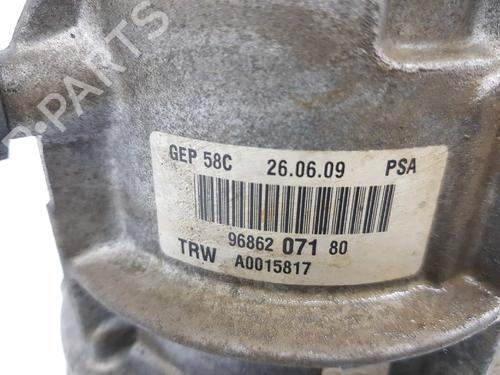 B-PARTS
GEP 58C 26.06.09 PSA
96862 071 80
TRW A0015817